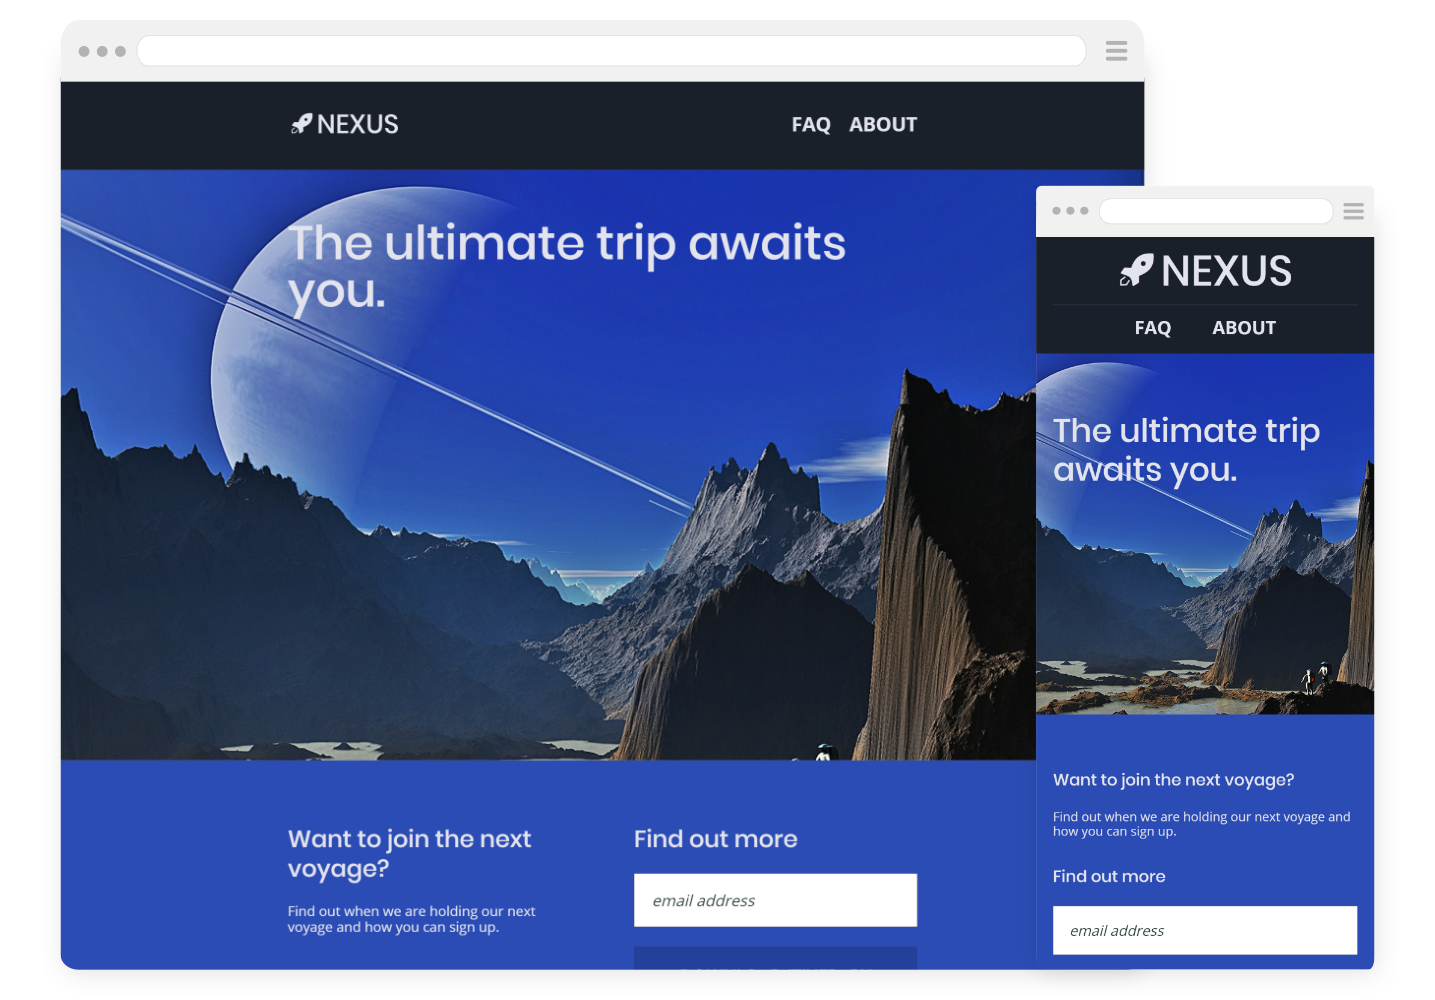 NEXUS
FAQ ABOUT
The ultimate trip awaits
you.
Want to join the next
voyage?
Find out when we are holding our next
voyage and how you can sign up.
Find out more
email address
NEXUS
FAQ ABOUT
The ultimate trip
awaits you.
Want to join the next voyage?
Find out when we are holding our next voyage and
how you can sign up.
Find out more
email address